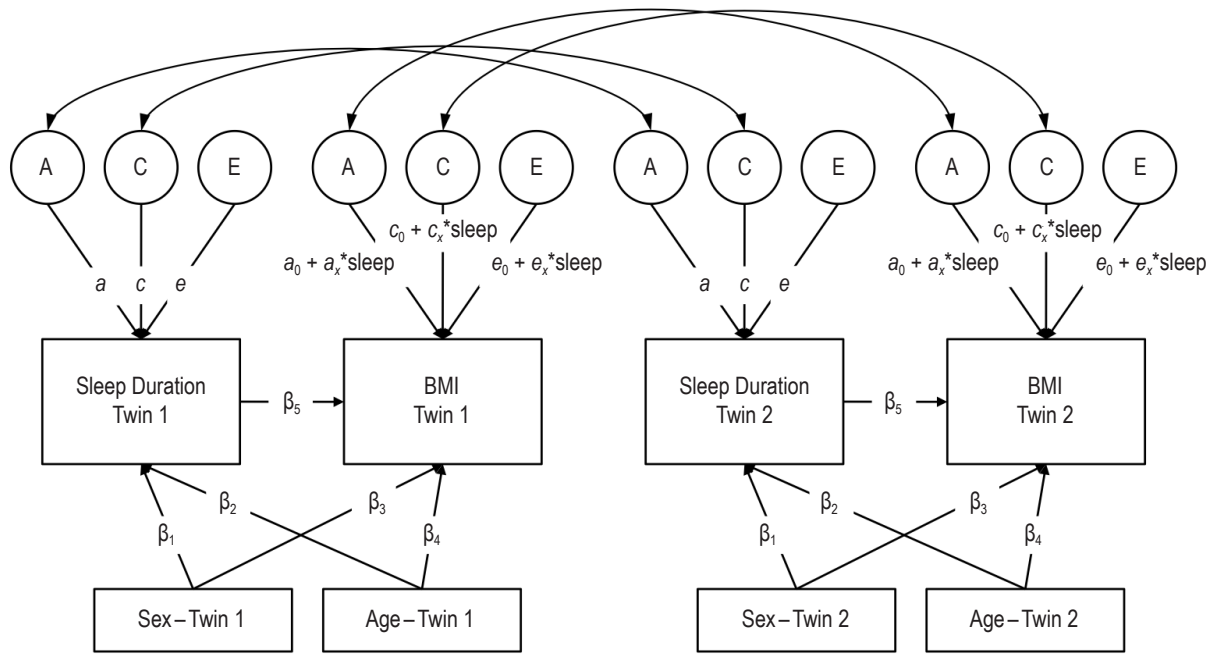 A C E A C E A C E A C E
c₀ + cₓ*sleep c₀ + cₓ*sleep
a₀ + aₓ*sleep e₀ + eₓ*sleep a₀ + aₓ*sleep e₀ + eₓ*sleep
a c e a c e
Sleep Duration
Twin 1
β₅
BMI
Twin 1
Sleep Duration
Twin 2
β₅
BMI
Twin 2
β₁ β₂ β₃ β₄ β₁ β₂ β₃ β₄
Sex – Twin 1 Age – Twin 1 Sex – Twin 2 Age – Twin 2